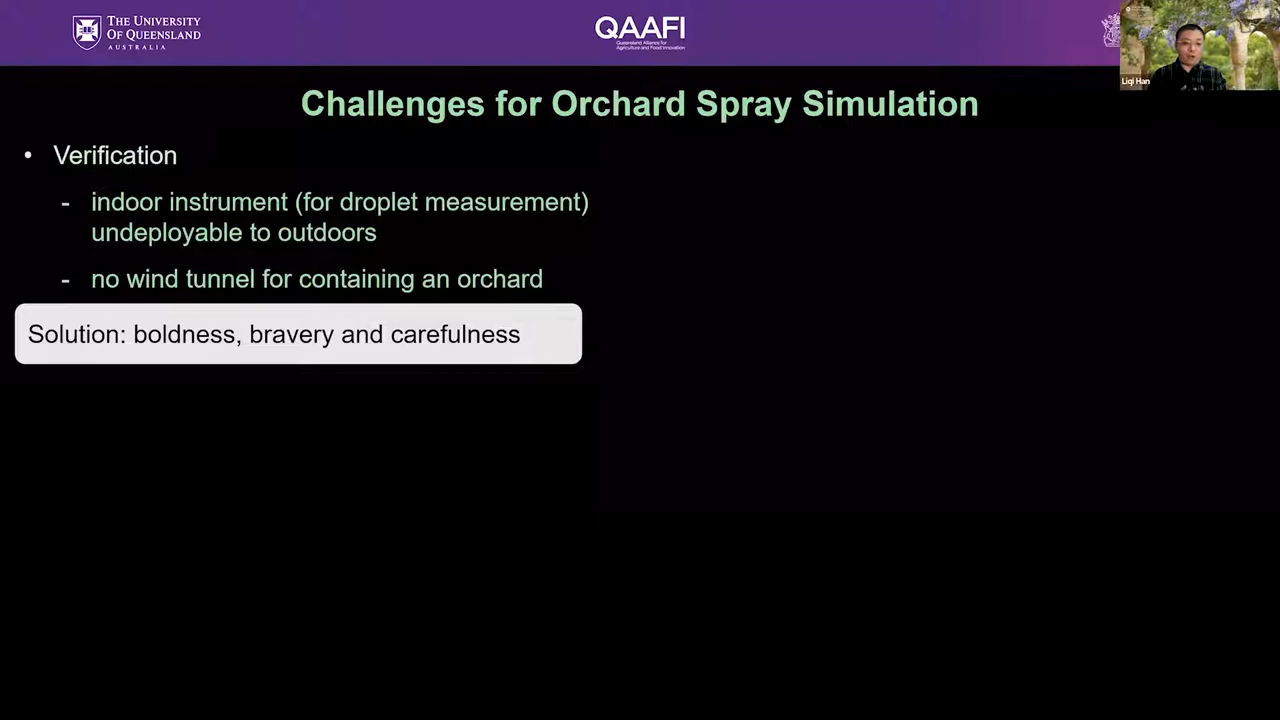 THE UNIVERSITY
OF QUEENSLAND
AUSTRALIA
QAAFI
Queensland Alliance for
Agriculture and Food Innovation
Liqi Han
Challenges for Orchard Spray Simulation
• Verification
- indoor instrument (for droplet measurement)
undeployable to outdoors
- no wind tunnel for containing an orchard
Solution: boldness, bravery and carefulness